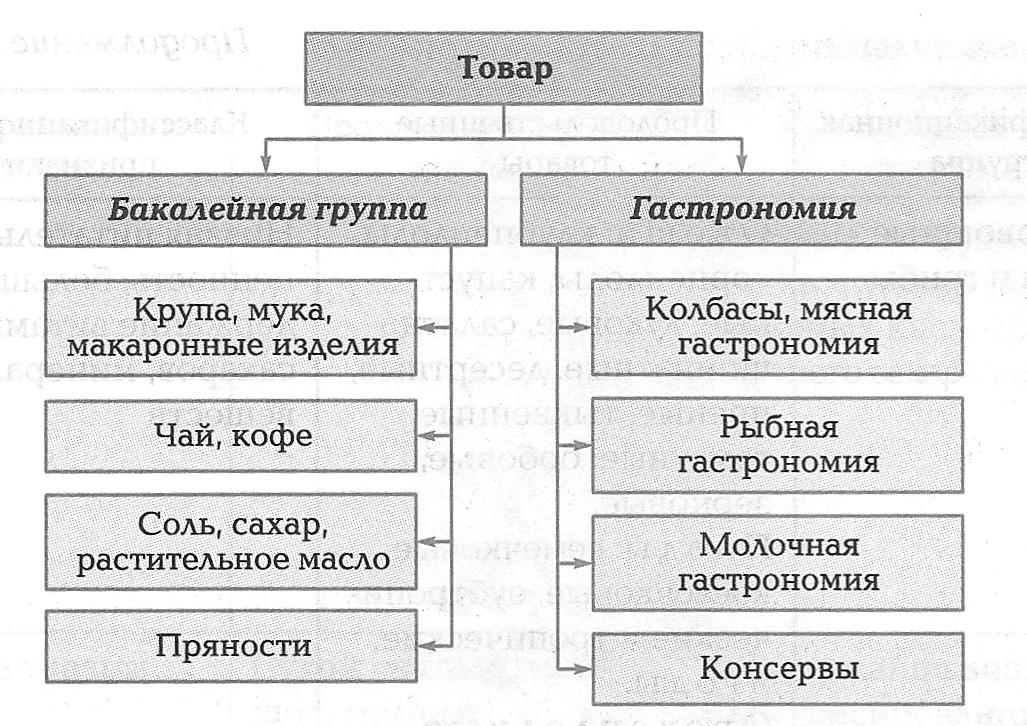 Товар
Бакалейная группа
Крупа, мука,
макаронные изделия
Чай, кофе
Соль, сахар,
растительное масло
Пряности
Гастрономия
Колбасы, мясная
гастрономия
Рыбная
гастрономия
Молочная
гастрономия
Консервы